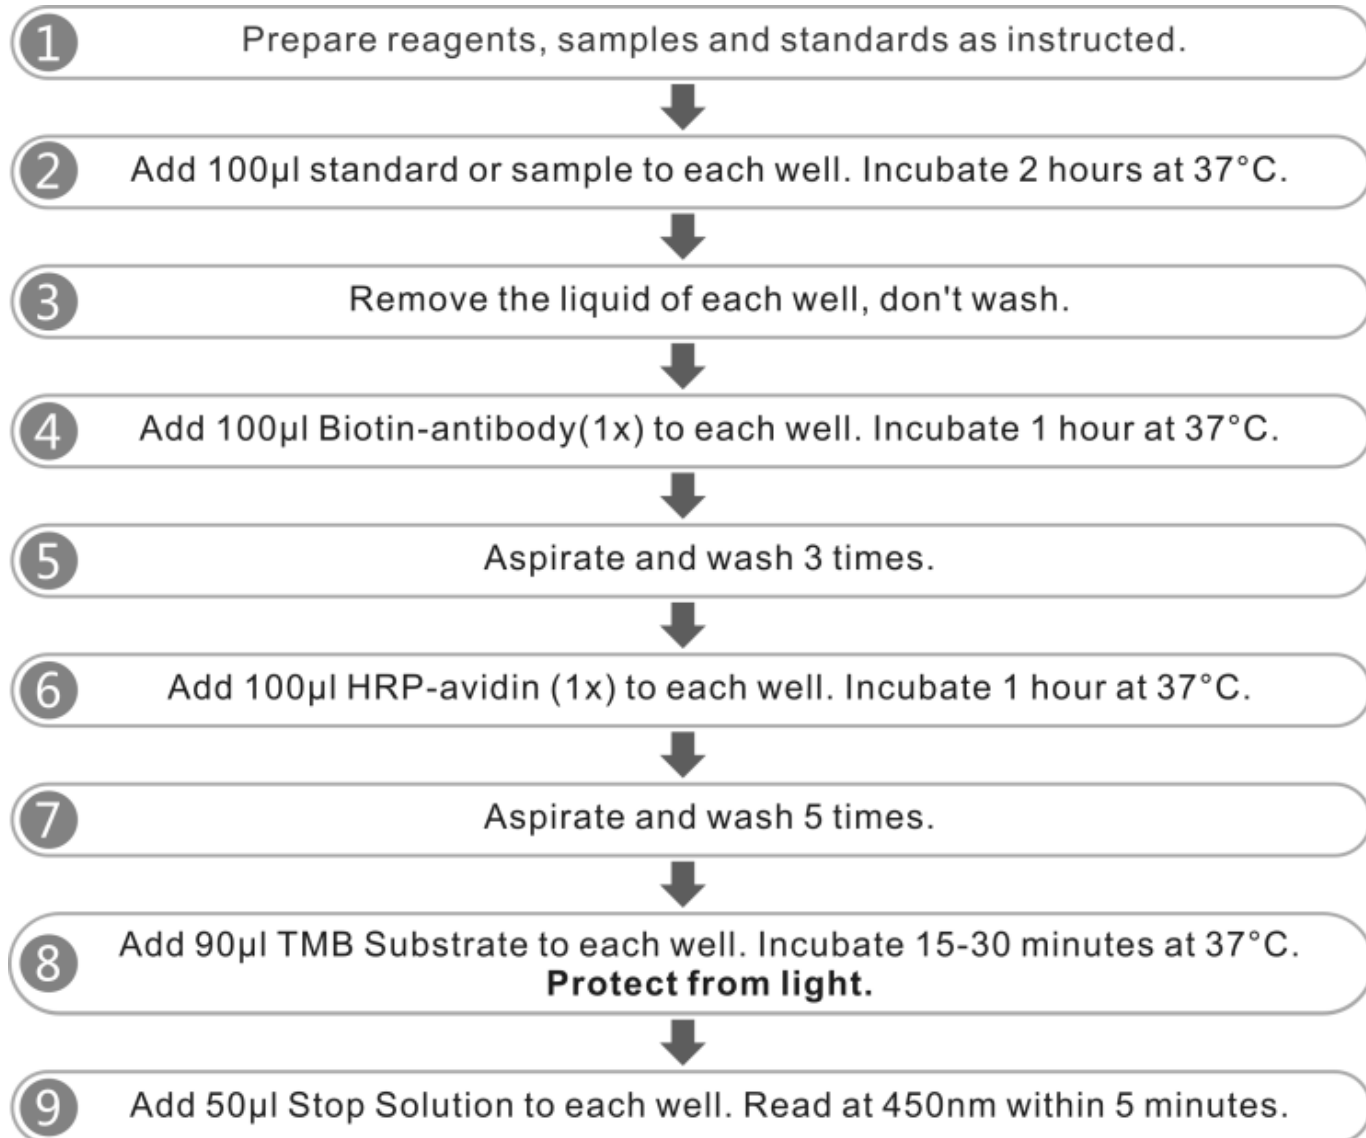 1 Prepare reagents, samples and standards as instructed.
2 Add 100µl standard or sample to each well. Incubate 2 hours at 37°C.
3 Remove the liquid of each well, don't wash.
4 Add 100µl Biotin-antibody(1x) to each well. Incubate 1 hour at 37°C.
5 Aspirate and wash 3 times.
6 Add 100µl HRP-avidin (1x) to each well. Incubate 1 hour at 37°C.
7 Aspirate and wash 5 times.
8 Add 90µl TMB Substrate to each well. Incubate 15-30 minutes at 37°C.
Protect from light.
9 Add 50µl Stop Solution to each well. Read at 450nm within 5 minutes.